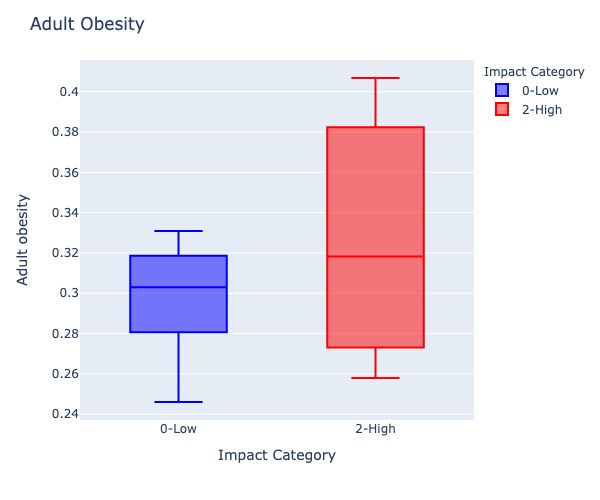 Adult Obesity
Impact Category
0-Low
2-High
Adult obesity
0.4
0.38
0.36
0.34
0.32
0.3
0.28
0.26
0.24
0-Low
2-High
Impact Category